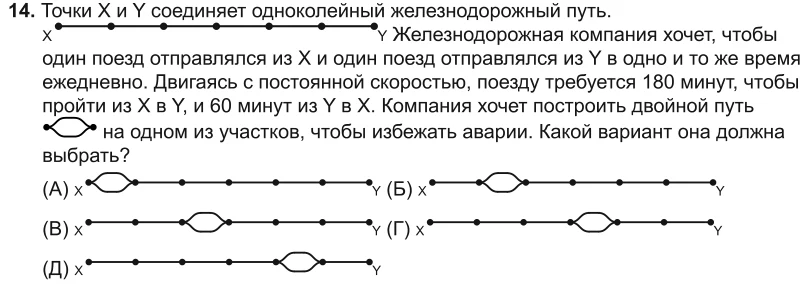 14. Точки X и Y соединяет одноколейный железнодорожный путь.
X Y Железнодорожная компания хочет, чтобы
один поезд отправлялся из X и один поезд отправлялся из Y в одно и то же время
ежедневно. Двигаясь с постоянной скоростью, поезду требуется 180 минут, чтобы
пройти из X в Y, и 60 минут из Y в X. Компания хочет построить двойной путь
на одном из участков, чтобы избежать аварии. Какой вариант она должна
выбрать?
(А) X Y (Б) X Y
(В) X Y (Г) X Y
(Д) X Y